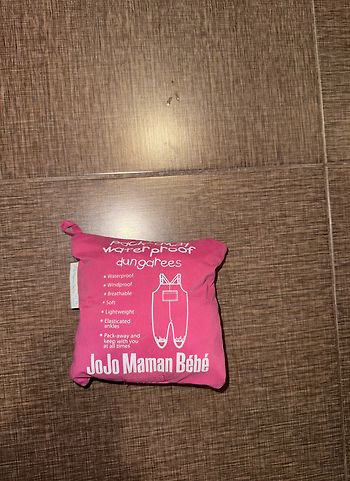 waterproof
dungarees
• Waterproof
• Windproof
• Breathable
• Soft
• Lightweight
• Elasticated
ankles
• Pack-away and
keep with you
at all times
JoJo Maman Bébé